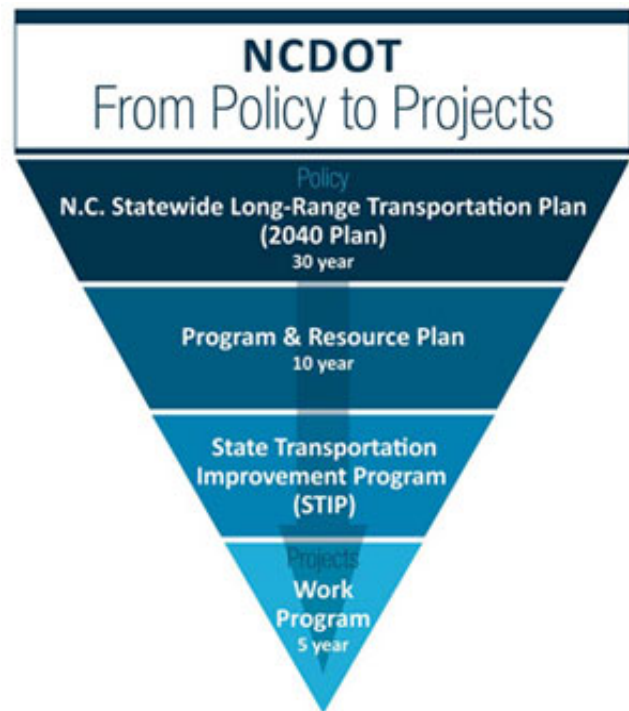 NCDOT
From Policy to Projects
Policy
N.C. Statewide Long-Range Transportation Plan
(2040 Plan)
30 year
Program & Resource Plan
10 year
State Transportation
Improvement Program
(STIP)
Projects
Work
Program
5 year